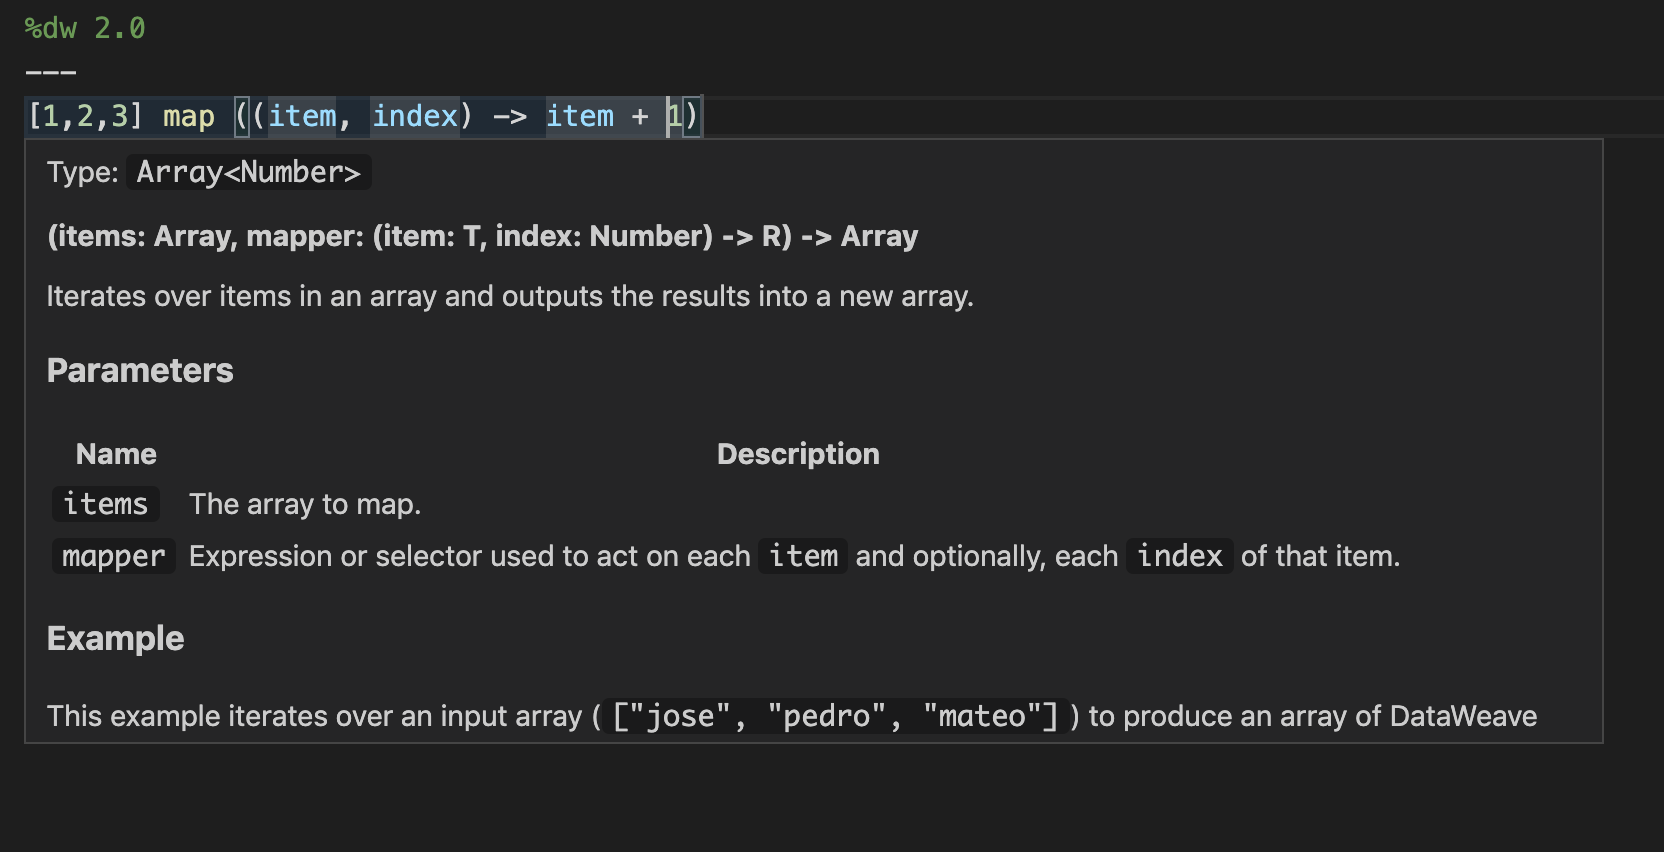 %dw 2.0
---
[1,2,3] map ((item, index) -> item + 1)
Type: Array<Number>
(items: Array, mapper: (item: T, index: Number) -> R) -> Array
Iterates over items in an array and outputs the results into a new array.
Parameters
Name Description
items The array to map.
mapper Expression or selector used to act on each item and optionally, each index of that item.
Example
This example iterates over an input array ( ["jose", "pedro", "mateo"] ) to produce an array of DataWeave